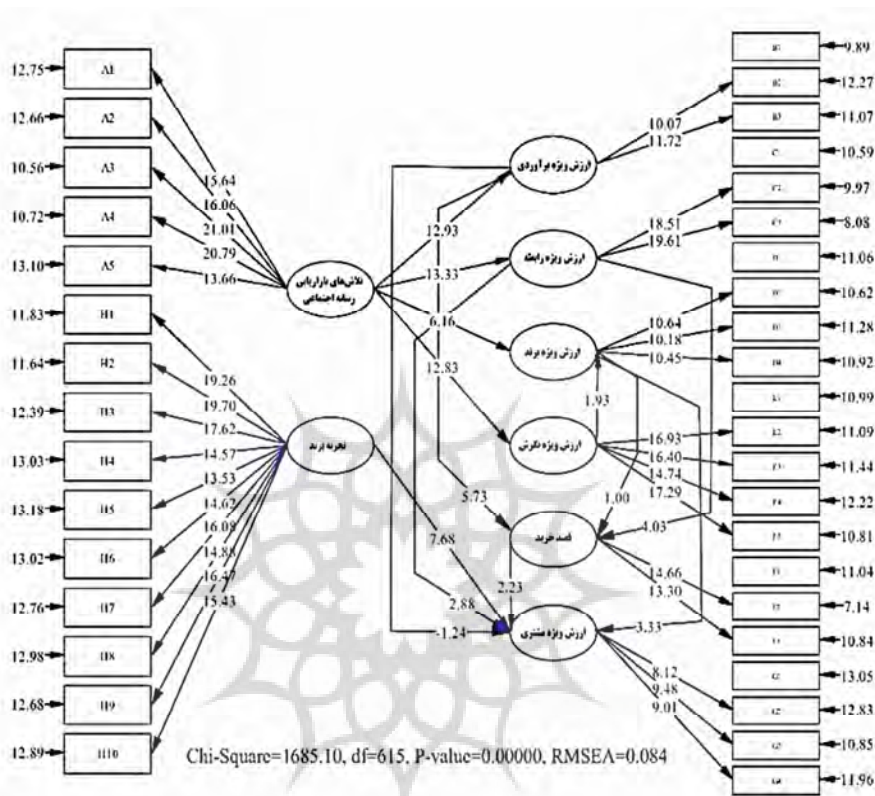 12.75 A1
12.66 A2
10.56 A3
10.72 A4
13.10 A5
11.83 H1
11.64 H2
12.39 H3
13.03 H4
13.18 H5
13.02 H6
12.76 H7
12.98 H8
12.68 H9
12.89 H10
15.64
16.06
21.01
20.79
13.66
19.26
19.70
17.62
14.57
13.53
14.62
16.08
14.88
16.47
15.43
تلاش‌های بازاریابی
رسانه اجتماعی
تجربه برند
12.93
13.33
6.16
12.83
5.73
7.68
2.88
-1.24
ارزش ویژه برآوردی
ارزش ویژه رابطه
ارزش ویژه برند
ارزش ویژه نگرش
قصد خرید
ارزش ویژه مشتری
1.93
1.00
4.03
2.23
3.33
10.07
11.72
18.51
19.61
10.64
10.18
10.45
16.93
16.40
14.74
17.29
14.66
13.30
8.12
9.48
9.01
9.89
12.27
11.07
10.59
9.97
8.08
11.06
10.62
11.28
10.92
10.99
11.09
11.44
12.22
10.81
11.04
7.14
10.84
13.05
12.83
10.85
11.96
Chi-Square=1685.10, df=615, P-value=0.00000, RMSEA=0.084